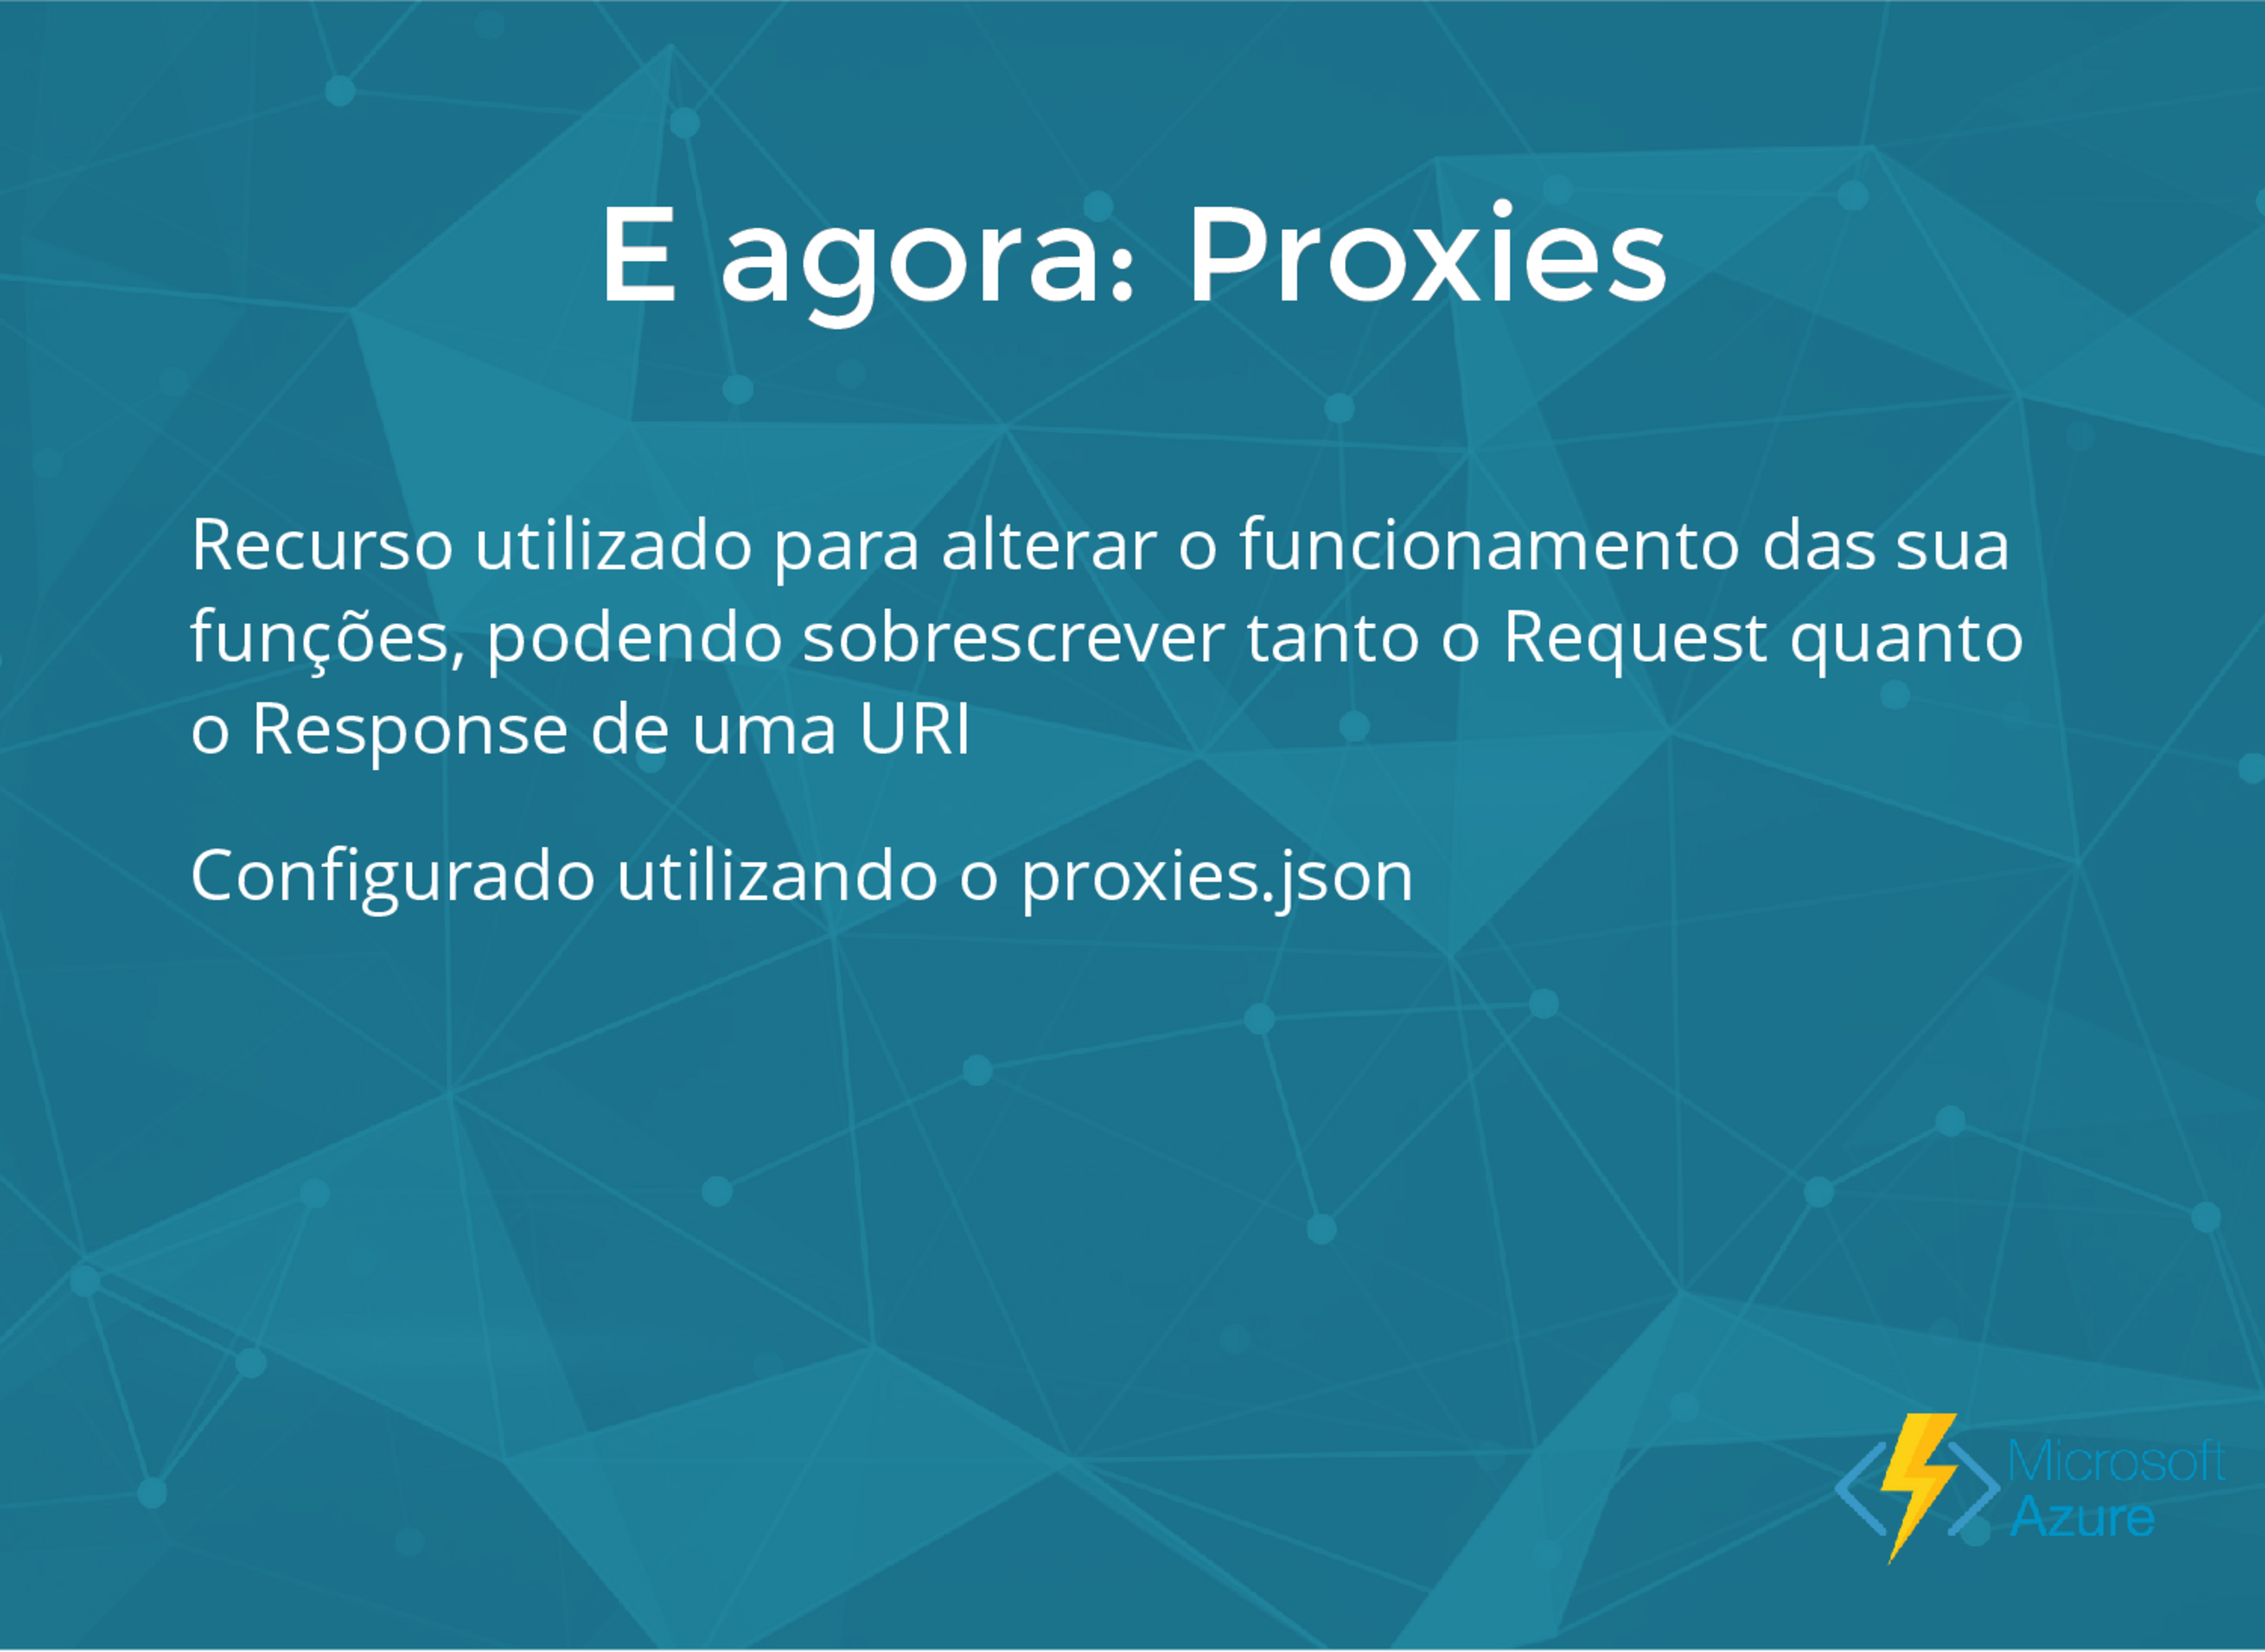 E agora: Proxies
Recurso utilizado para alterar o funcionamento das sua
funções, podendo sobrescrever tanto o Request quanto
o Response de uma URI
Configurado utilizando o proxies.json
Microsoft
Azure